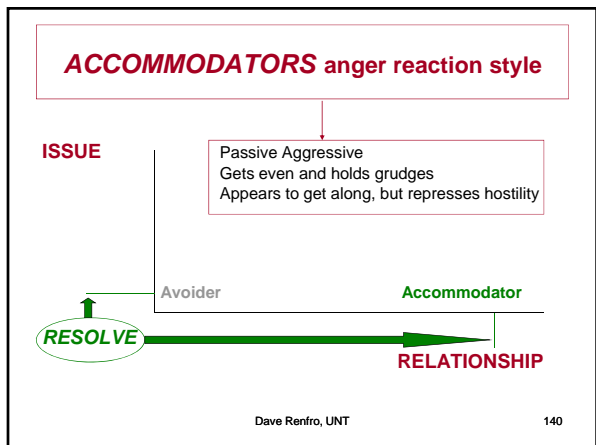 ACCOMMODATORS anger reaction style
ISSUE
Passive Aggressive
Gets even and holds grudges
Appears to get along, but represses hostility
Avoider
Accommodator
RESOLVE
RELATIONSHIP
Dave Renfro, UNT
140